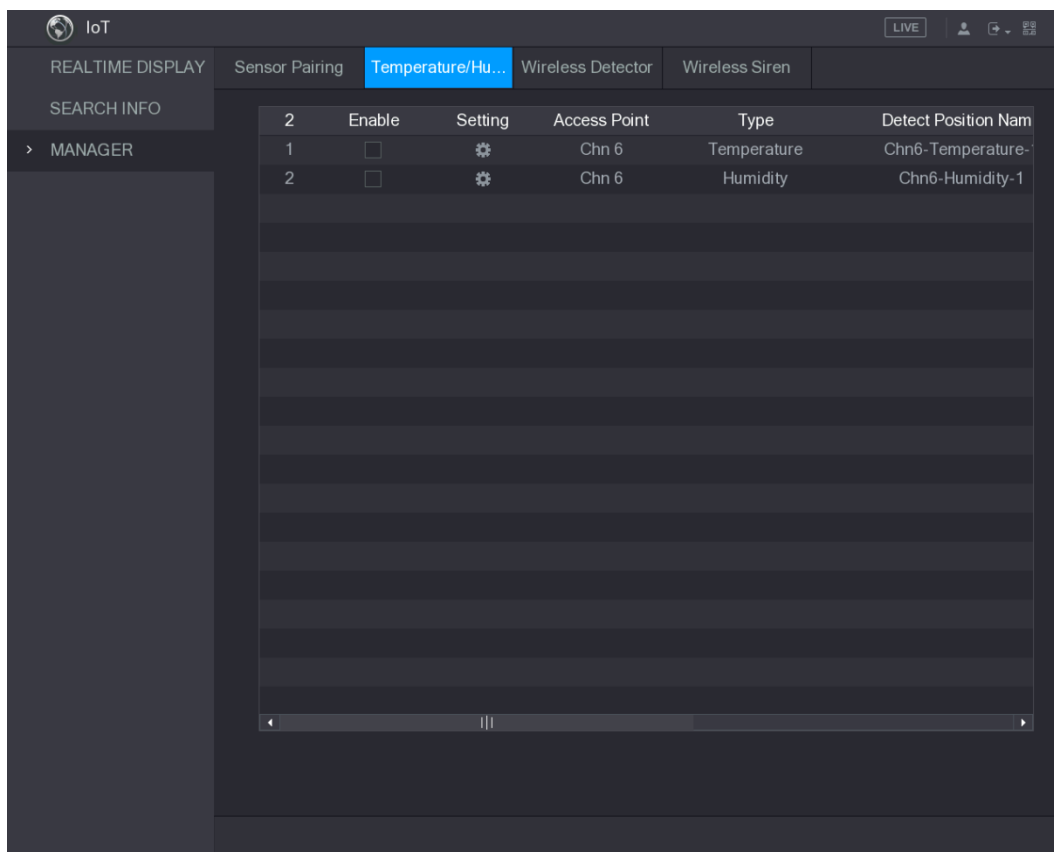 IoT
LIVE
REALTIME DISPLAY
SEARCH INFO
MANAGER
Sensor Pairing Temperature/Hu... Wireless Detector Wireless Siren
2 Enable Setting Access Point Type Detect Position Nam
1 Chn 6 Temperature Chn6-Temperature-
2 Chn 6 Humidity Chn6-Humidity-1